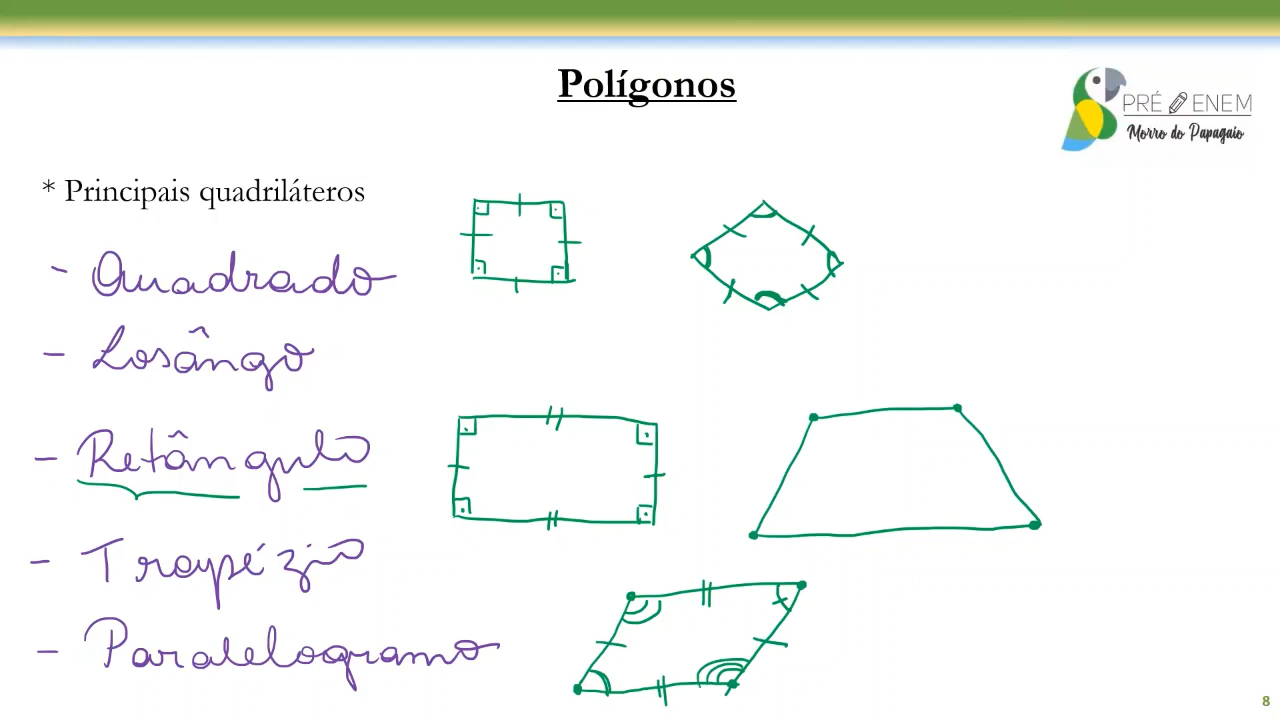 Polígonos
PRÉ ENEM
Morro do Papagaio
* Principais quadriláteros
- Quadrado
- Losângo
- Retângulo
- Trapézio
- Paralelogramo
8